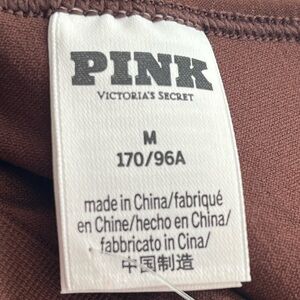 PINK
VICTORIA'S SECRET
M
170/96A
made in China/fabriqué
en Chine/hecho en China/
fabbricato in Cina/
中国制造